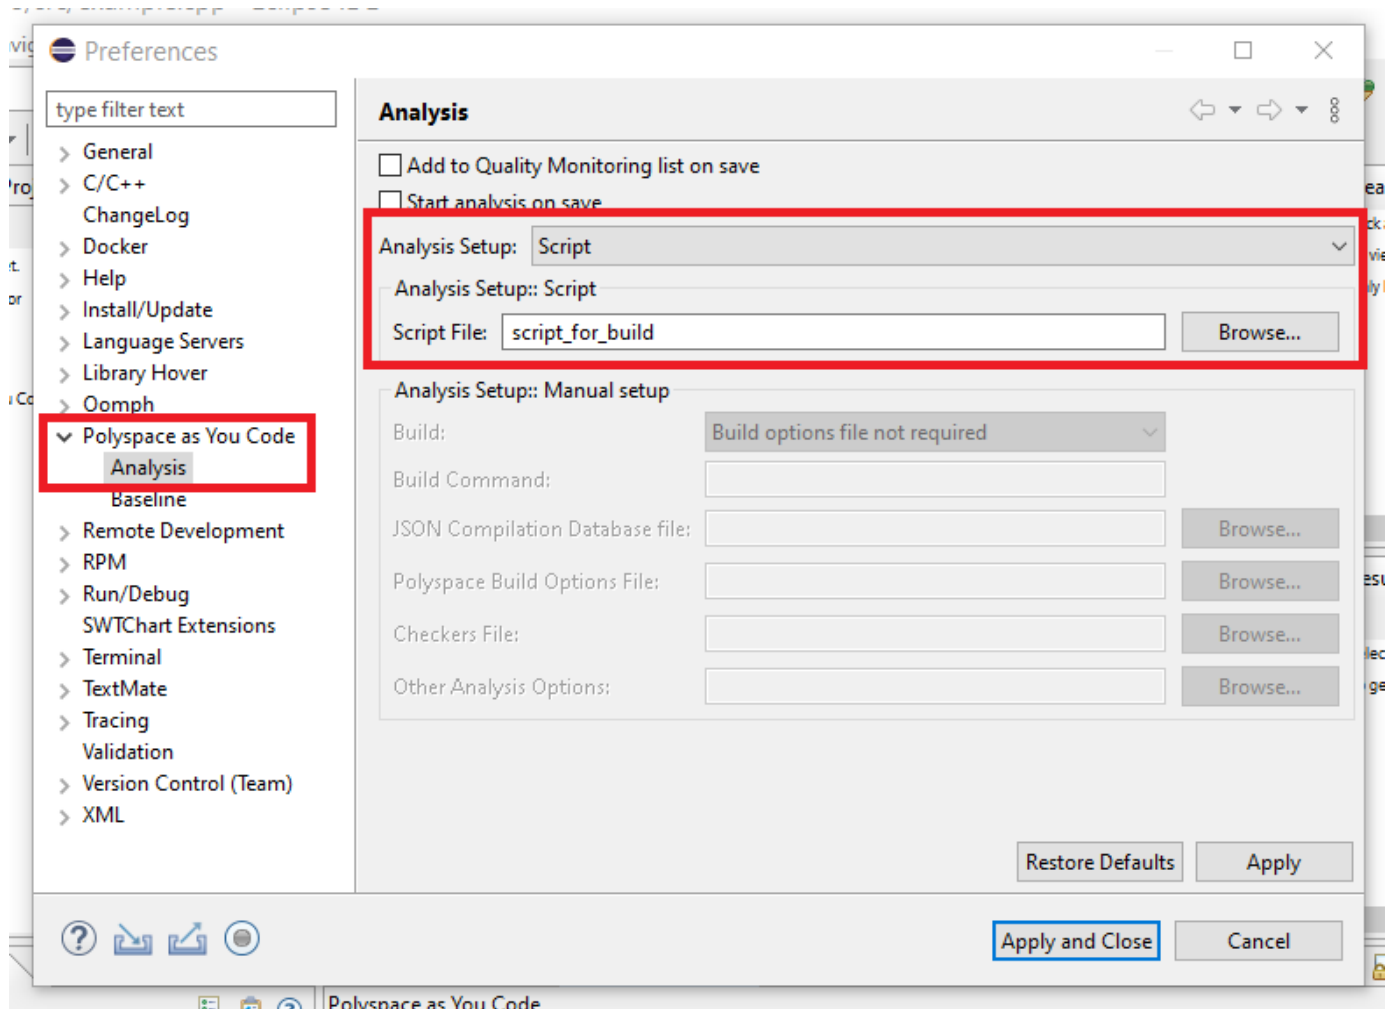 Preferences
type filter text
General
C/C++
ChangeLog
Docker
Help
Install/Update
Language Servers
Library Hover
Oomph
Polyspace as You Code
Analysis
Baseline
Remote Development
RPM
Run/Debug
SWTChart Extensions
Terminal
TextMate
Tracing
Validation
Version Control (Team)
XML
Analysis
Add to Quality Monitoring list on save
Start analysis on save
Analysis Setup: Script
Analysis Setup:: Script
Script File: script_for_build Browse...
Analysis Setup:: Manual setup
Build: Build options file not required
Build Command:
JSON Compilation Database file: Browse...
Polyspace Build Options File: Browse...
Checkers File: Browse...
Other Analysis Options: Browse...
Restore Defaults Apply
Apply and Close Cancel
Polyspace as You Code